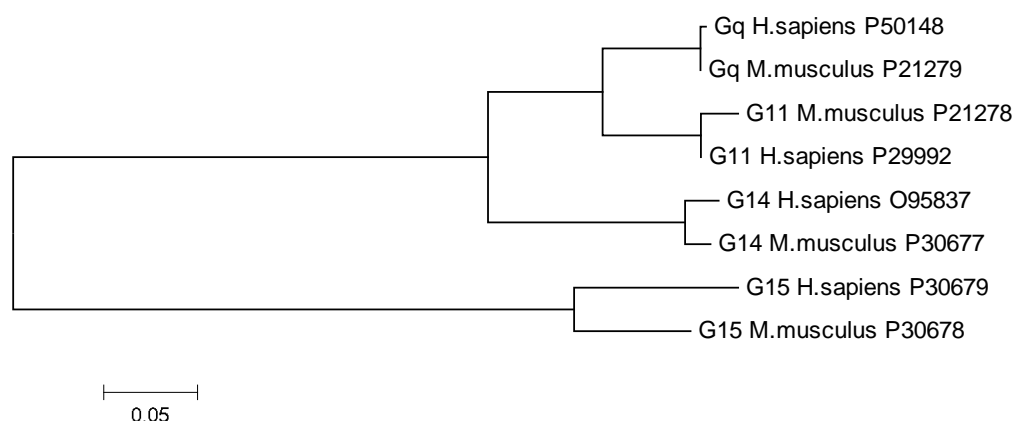 Gq H.sapiens P50148
Gq M.musculus P21279
G11 M.musculus P21278
G11 H.sapiens P29992
G14 H.sapiens O95837
G14 M.musculus P30677
G15 H.sapiens P30679
G15 M.musculus P30678
0.05